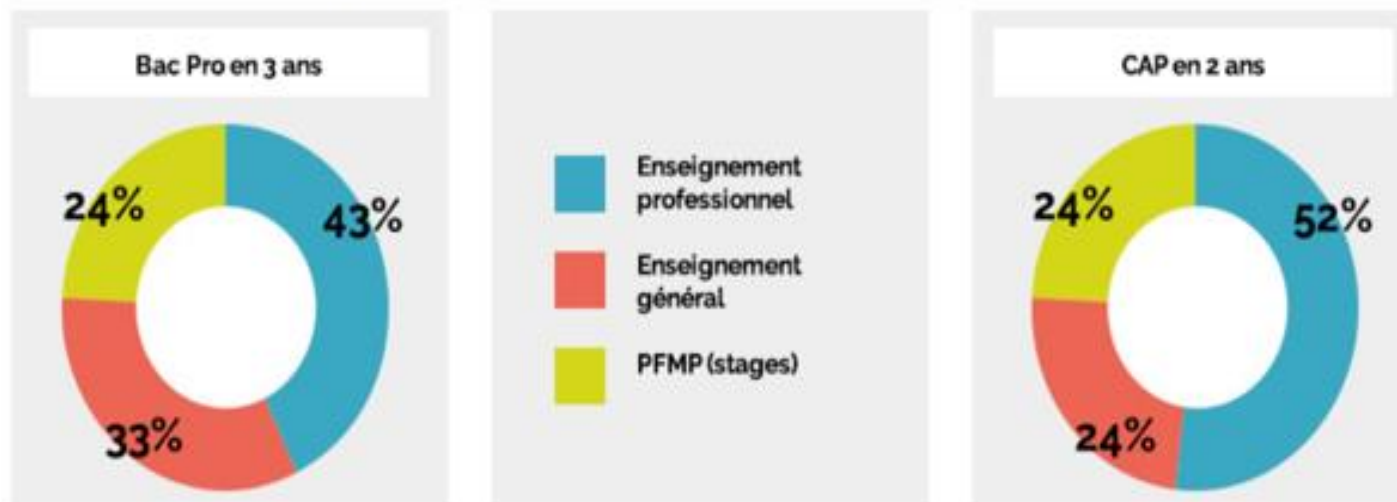 Bac Pro en 3 ans
24%
43%
33%
Enseignement
professionnel
Enseignement
général
PFMP (stages)
CAP en 2 ans
24%
52%
24%